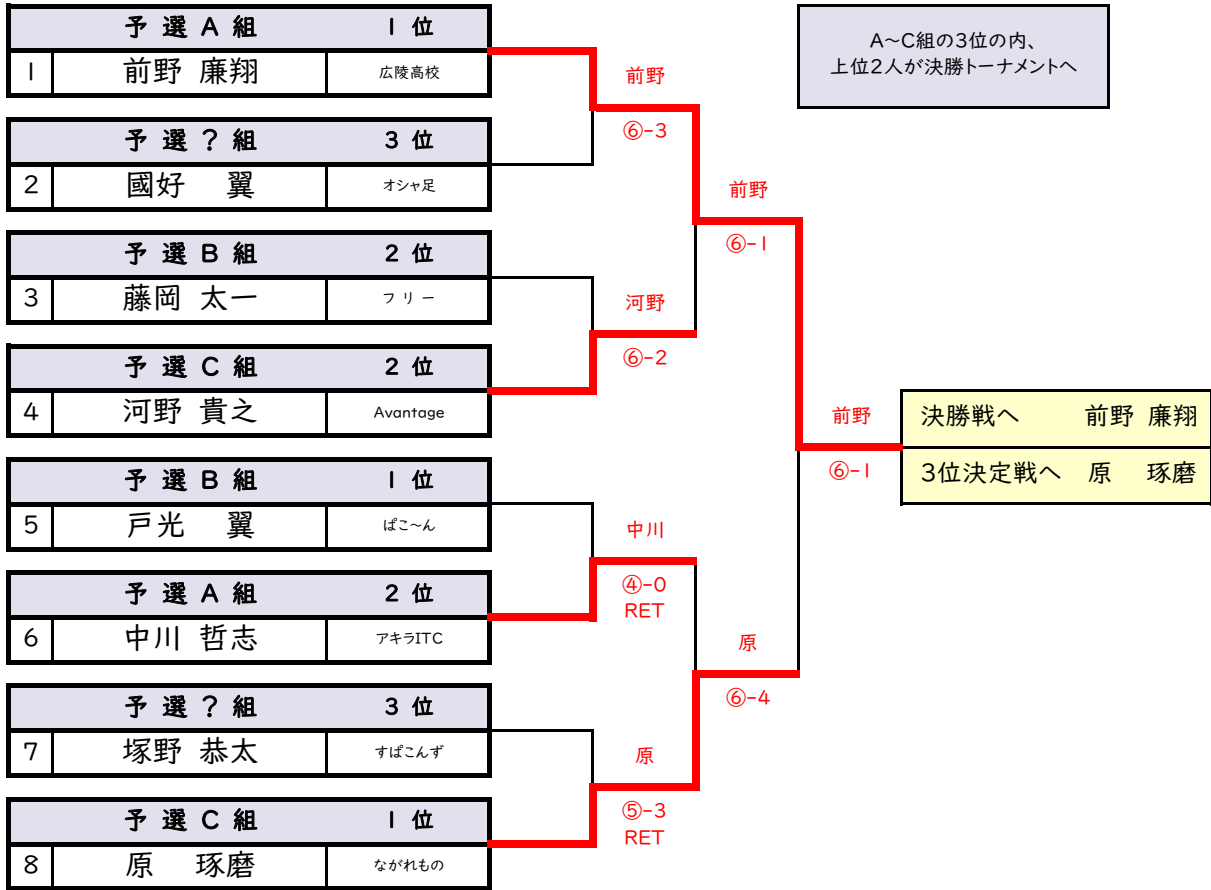 予選A組 1位
1 前野 廉翔 広陵高校
予選?組 3位
2 國好 翼 オシャ足
予選B組 2位
3 藤岡 太一 フリー
予選C組 2位
4 河野 貴之 Avantage
予選B組 1位
5 戸光 翼 ぱこ~ん
予選A組 2位
6 中川 哲志 アキラITC
予選?組 3位
7 塚野 恭太 すぱこんず
予選C組 1位
8 原 琢磨 ながれもの
前野
⑥-3
河野
⑥-2
中川
④-0
RET
原
⑤-3
RET
前野
⑥-1
原
⑥-4
前野
⑥-1
A~C組の3位の内、
上位2人が決勝トーナメントへ
決勝戦へ 前野 廉翔
3位決定戦へ 原 琢磨